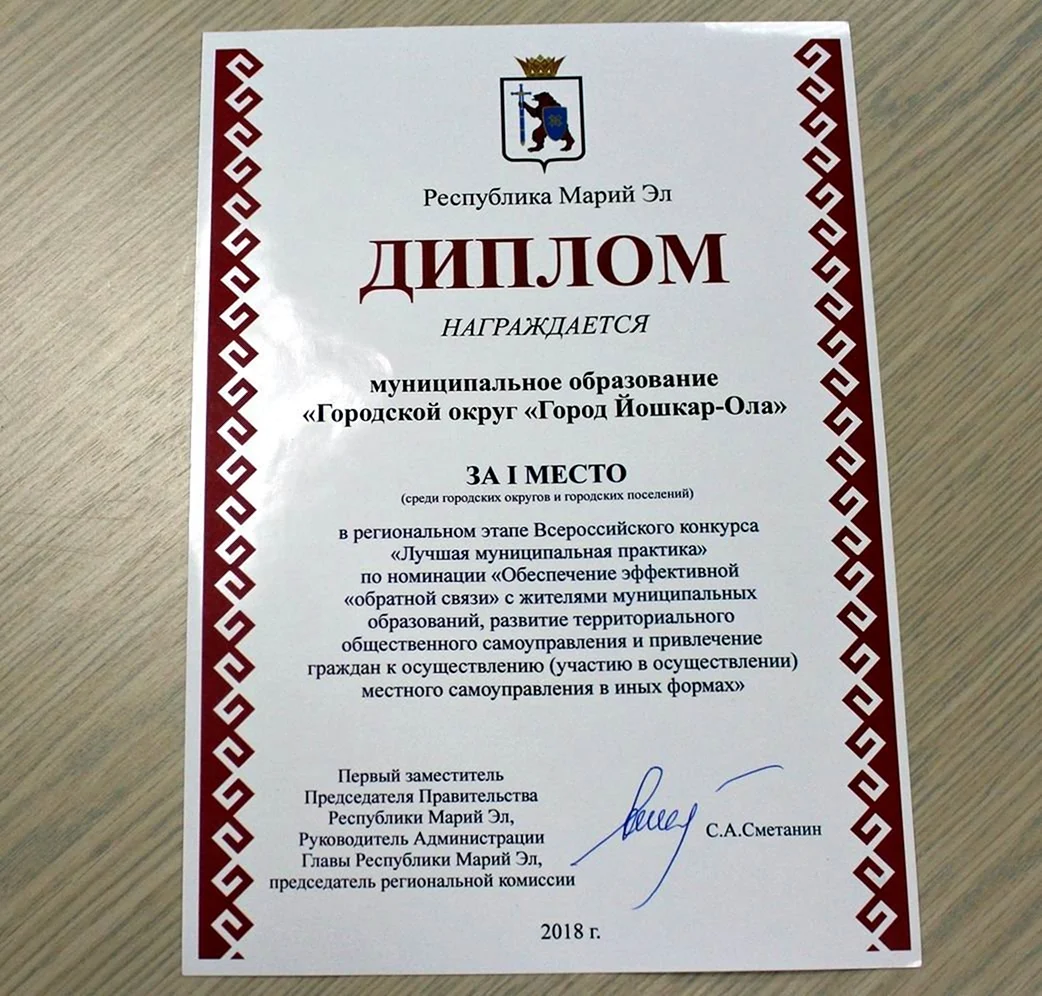 Республика Марий Эл
ДИПЛОМ
НАГРАЖДАЕТСЯ
муниципальное образование
«Городской округ «Город Йошкар-Ола»
ЗА I МЕСТО
(среди городских округов и городских поселений)
в региональном этапе Всероссийского конкурса
«Лучшая муниципальная практика»
по номинации «Обеспечение эффективной
«обратной связи» с жителями муниципальных
образований, развитие территориального
общественного самоуправления и привлечение
граждан к осуществлению (участию в осуществлении)
местного самоуправления в иных формах»
Первый заместитель
Председателя Правительства
Республики Марий Эл,
Руководитель Администрации
Главы Республики Марий Эл,
председатель региональной комиссии
С.А.Сметанин
2018 г.